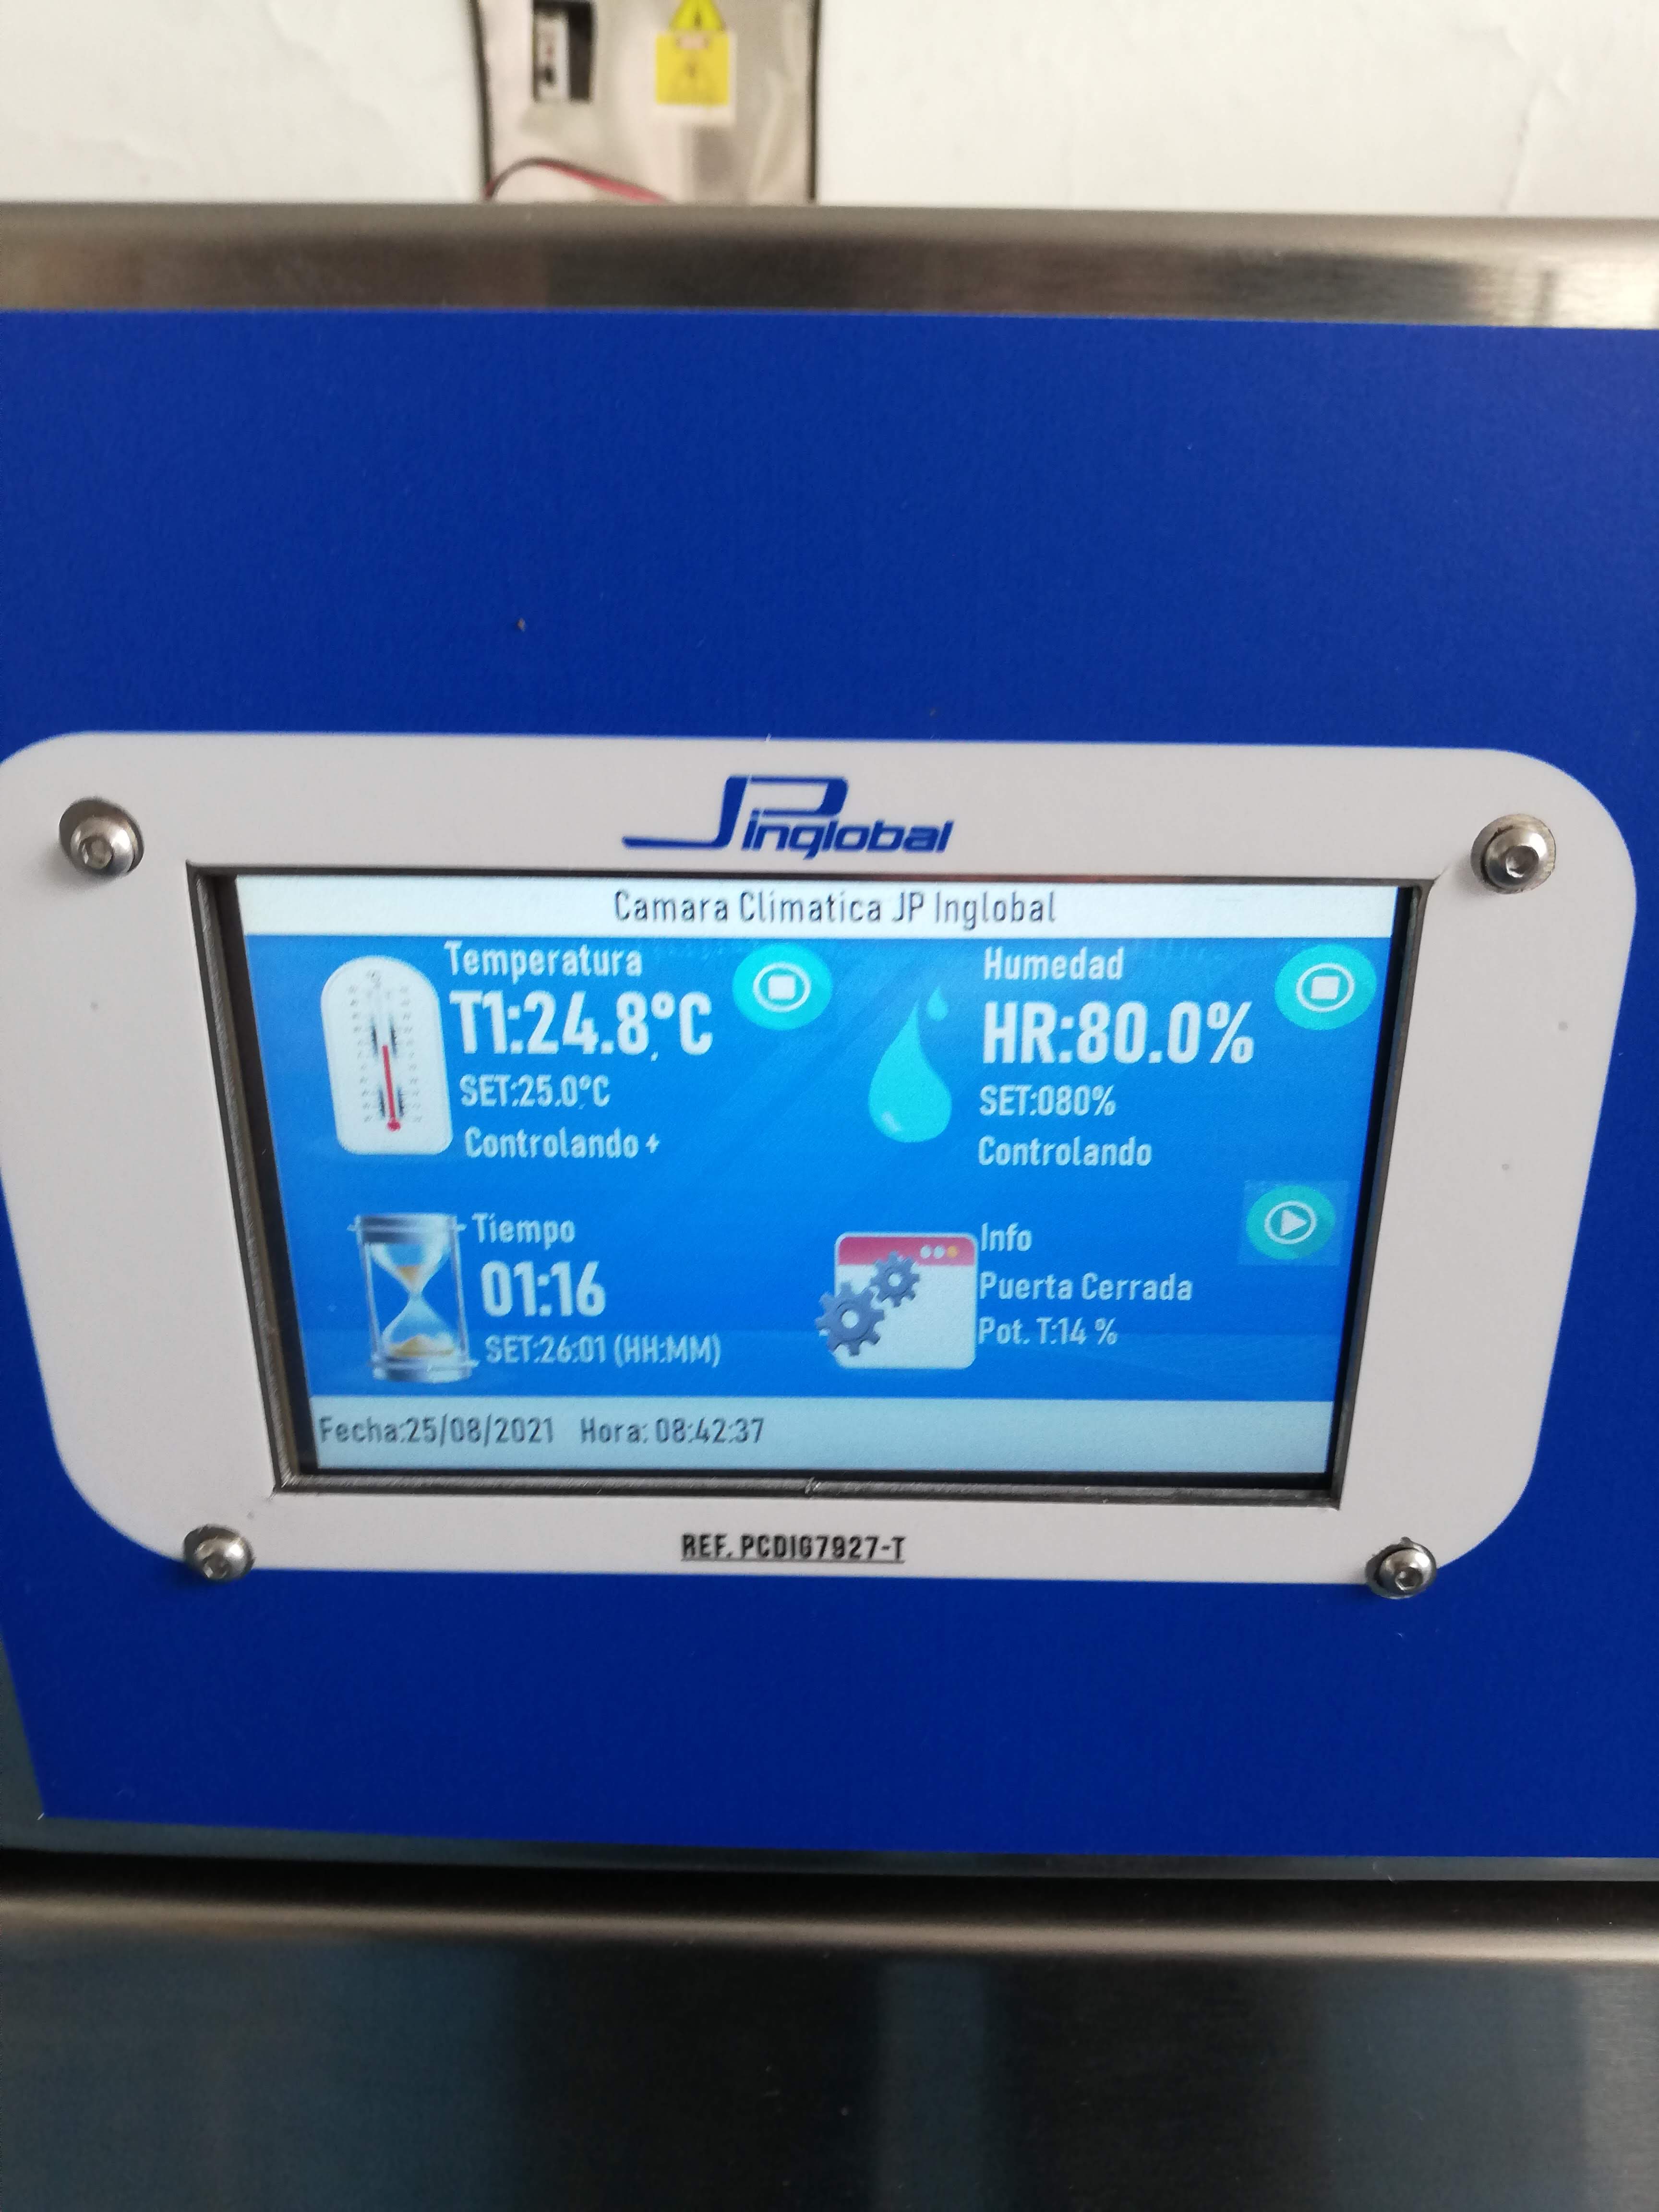 JPinglobal
Camara Climatica JP Inglobal
Temperatura
T1:24.8°C
SET:25.0°C
Controlando +
Humedad
HR:80.0%
SET:080%
Controlando
Tiempo
01:16
SET:26:01 (HH:MM)
Info
Puerta Cerrada
Pot. T:14 %
Fecha:25/08/2021 Hora: 08:42:37
REF. PCDIG7927-T